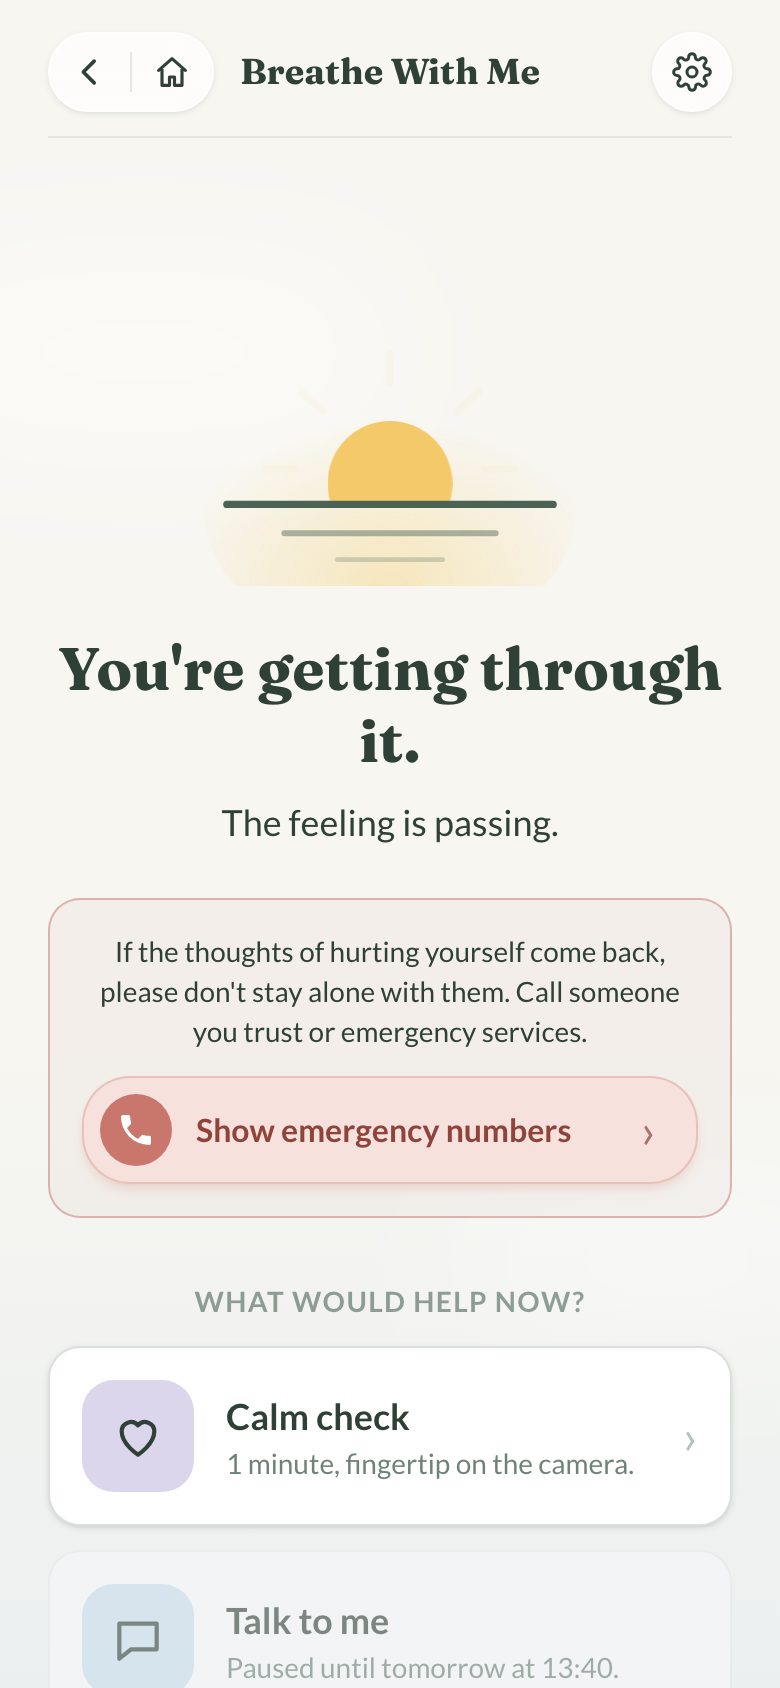 Breathe With Me
You're getting through
it.
The feeling is passing.
If the thoughts of hurting yourself come back,
please don't stay alone with them. Call someone
you trust or emergency services.
Show emergency numbers
WHAT WOULD HELP NOW?
Calm check
1 minute, fingertip on the camera.
Talk to me
Paused until tomorrow at 13:40.